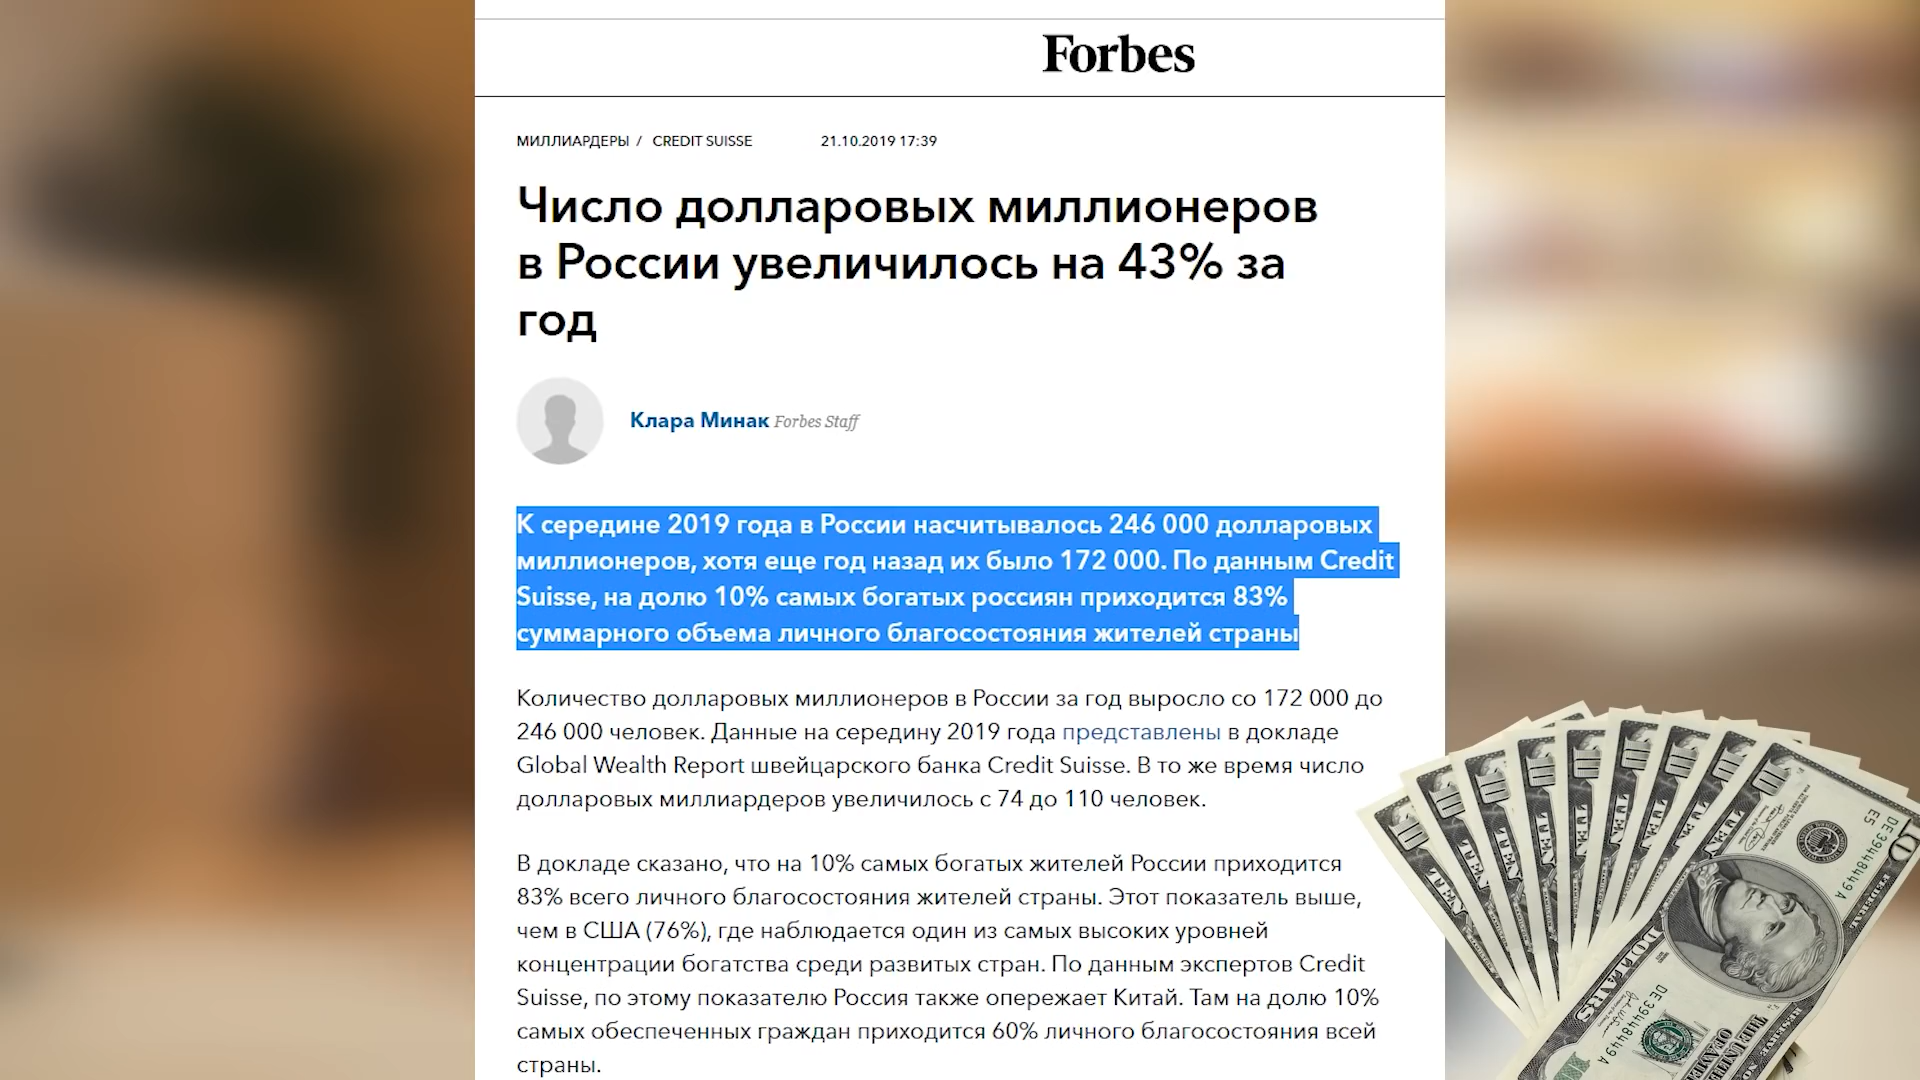 Forbes
МИЛЛИАРДЕРЫ / CREDIT SUISSE 21.10.2019 17:39
Число долларовых миллионеров
в России увеличилось на 43% за
год
Клара Минак Forbes Staff
К середине 2019 года в России насчитывалось 246 000 долларовых
миллионеров, хотя еще год назад их было 172 000. По данным Credit
Suisse, на долю 10% самых богатых россиян приходится 83%
суммарного объема личного благосостояния жителей страны
Количество долларовых миллионеров в России за год выросло со 172 000 до
246 000 человек. Данные на середину 2019 года представлены в докладе
Global Wealth Report швейцарского банка Credit Suisse. В то же время число
долларовых миллиардеров увеличилось с 74 до 110 человек.
В докладе сказано, что на 10% самых богатых жителей России приходится
83% всего личного благосостояния жителей страны. Этот показатель выше,
чем в США (76%), где наблюдается один из самых высоких уровней
концентрации богатства среди развитых стран. По данным экспертов Credit
Suisse, по этому показателю Россия также опережает Китай. Там на долю 10%
самых обеспеченных граждан приходится 60% личного благосостояния всей
страны.